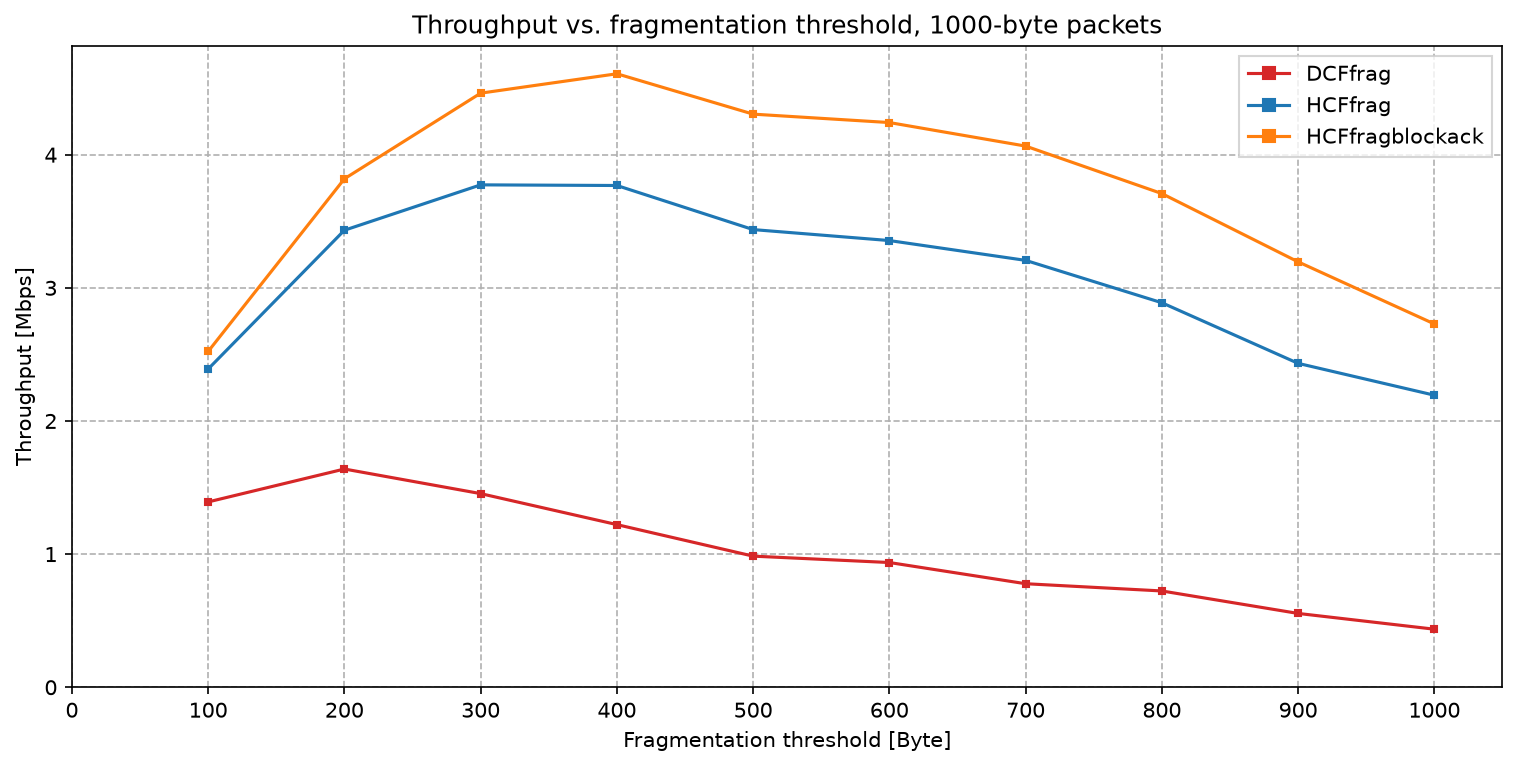 Throughput vs. fragmentation threshold, 1000-byte packets
DCFfrag
HCFfrag
HCFfragblockack
Throughput [Mbps]
4
3
2
1
0
0 100 200 300 400 500 600 700 800 900 1000
Fragmentation threshold [Byte]